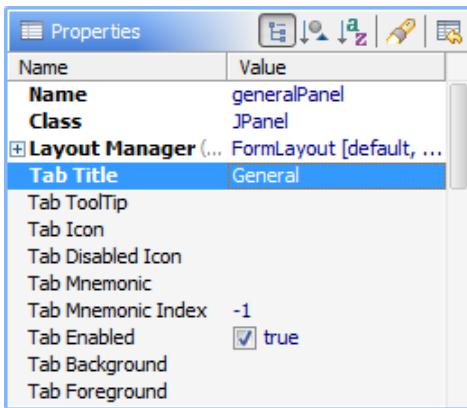 Properties
Name Value
Name generalPanel
Class JPanel
Layout Manager (... FormLayout [default, ...
Tab Title General
Tab ToolTip
Tab Icon
Tab Disabled Icon
Tab Mnemonic
Tab Mnemonic Index -1
Tab Enabled true
Tab Background
Tab Foreground